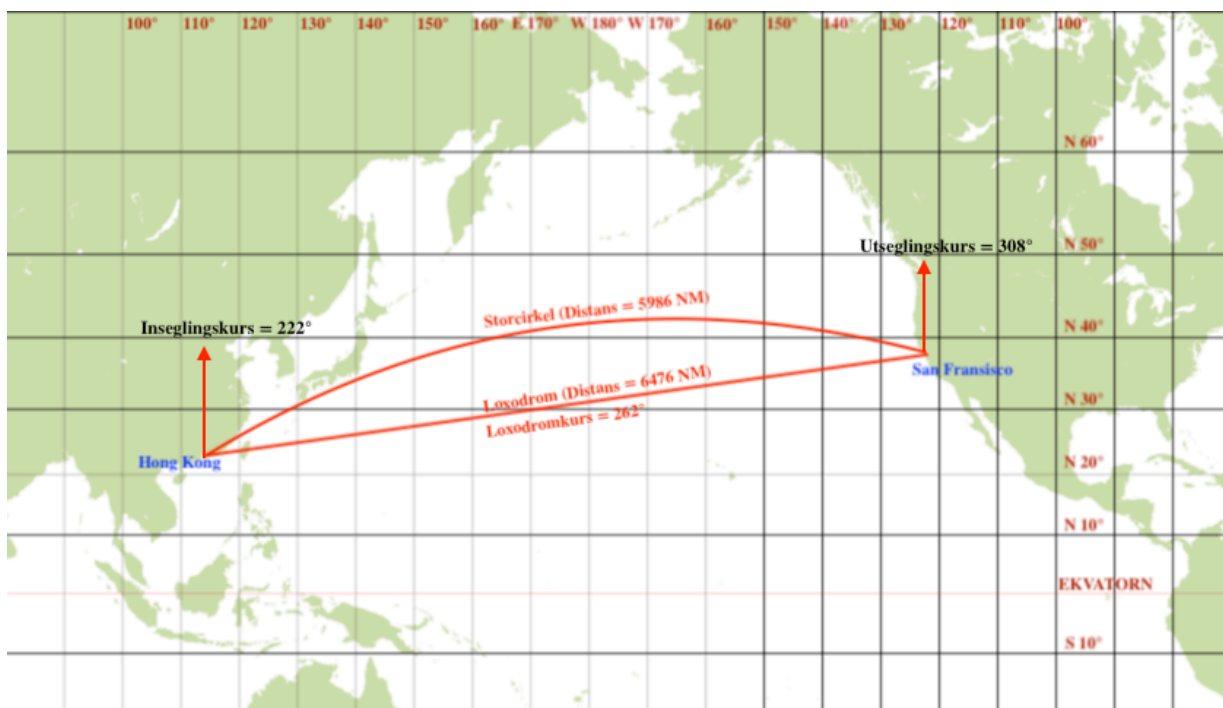 100° 110° 120° 130° 140° 150° 160° E 170° W 180° W 170° 160° 150° 140° 130° 120° 110° 100°
N 60°
N 50°
Utseglingskurs = 308°
Storcirkel (Distans = 5986 NM)
Inseglingskurs = 222°
N 40°
San Fransisco
Loxodrom (Distans = 6476 NM)
Loxodromkurs = 262°
N 30°
Hong Kong
N 20°
N 10°
EKVATORN
S 10°